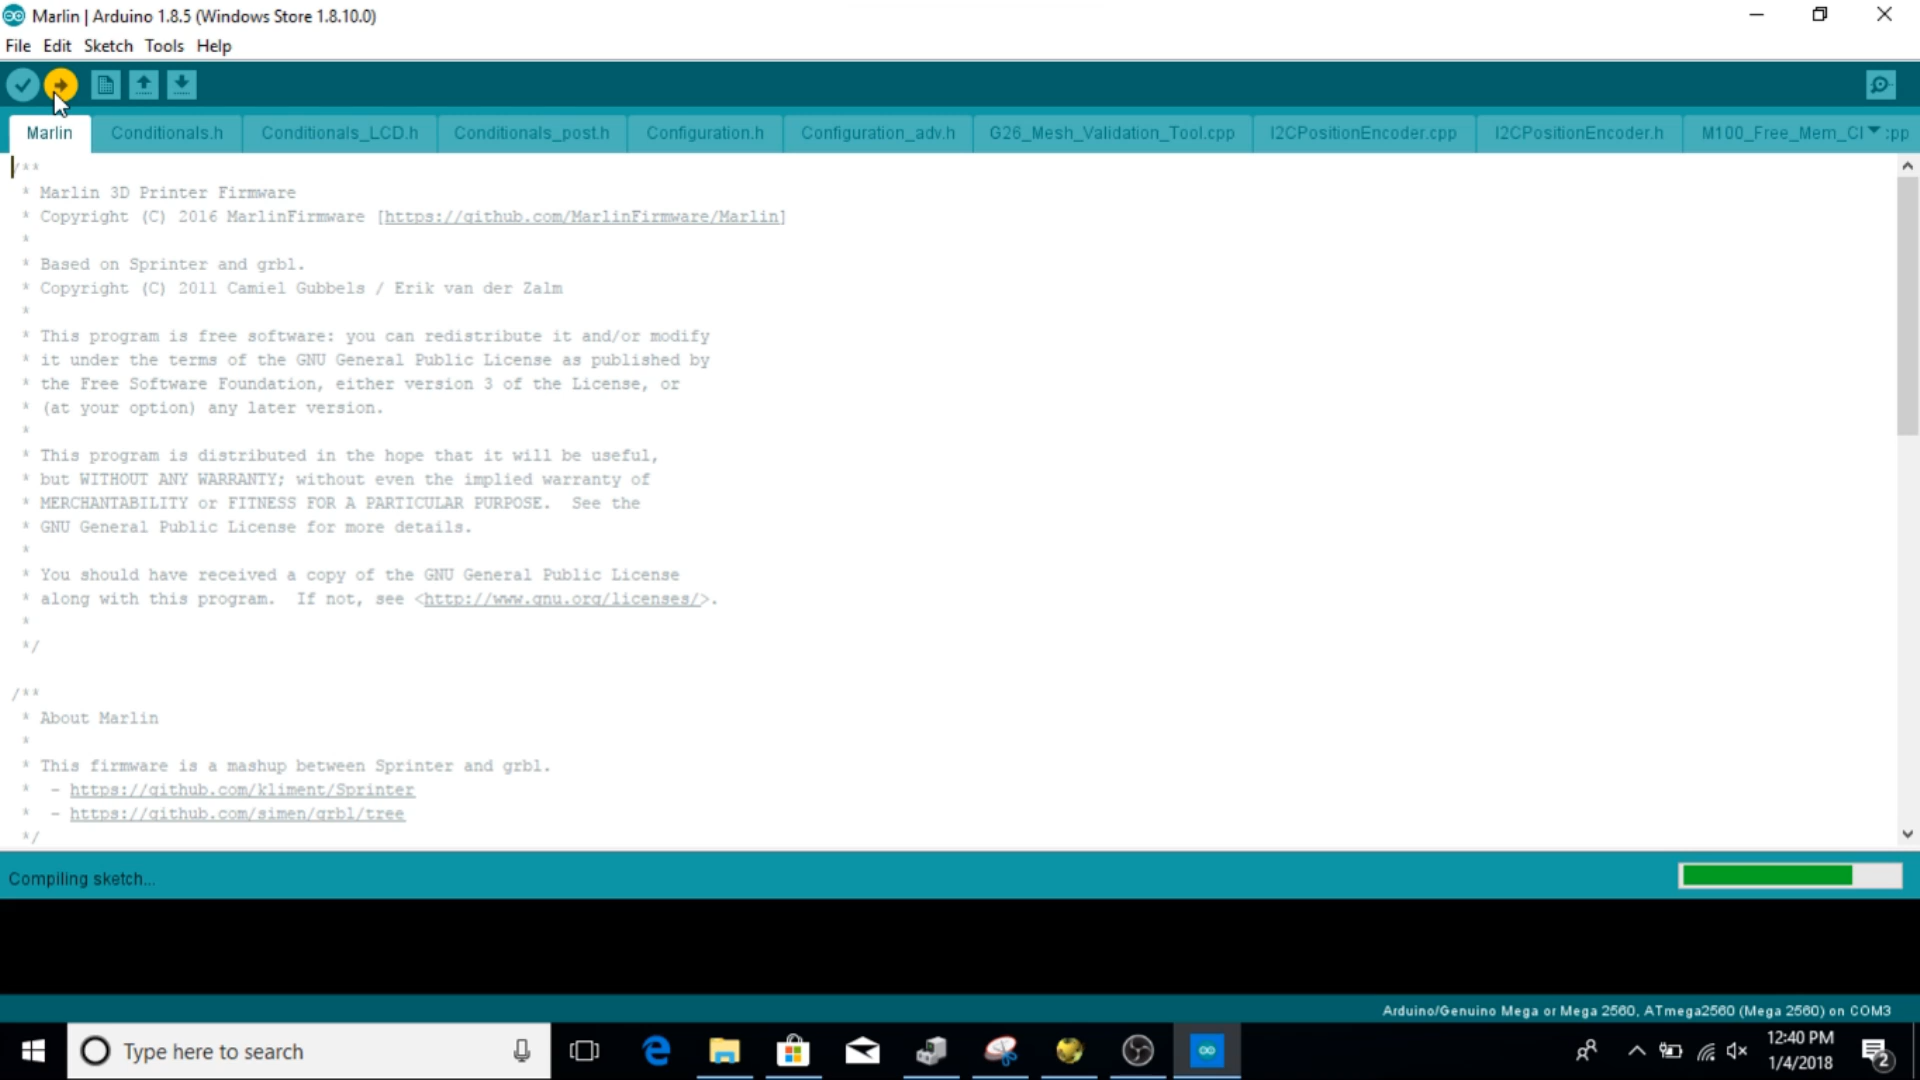 Marlin | Arduino 1.8.5 (Windows Store 1.8.10.0)
File Edit Sketch Tools Help
Marlin Conditionals.h Conditionals_LCD.h Conditionals_post.h Configuration.h Configuration_adv.h G26_Mesh_Validation_Tool.cpp I2CPositionEncoder.cpp I2CPositionEncoder.h M100_Free_Mem_Cl :pp
/**
* Marlin 3D Printer Firmware
* Copyright (C) 2016 MarlinFirmware [https://github.com/MarlinFirmware/Marlin]
*
* Based on Sprinter and grbl.
* Copyright (C) 2011 Camiel Gubbels / Erik van der Zalm
*
* This program is free software: you can redistribute it and/or modify
* it under the terms of the GNU General Public License as published by
* the Free Software Foundation, either version 3 of the License, or
* (at your option) any later version.
*
* This program is distributed in the hope that it will be useful,
* but WITHOUT ANY WARRANTY; without even the implied warranty of
* MERCHANTABILITY or FITNESS FOR A PARTICULAR PURPOSE.  See the
* GNU General Public License for more details.
*
* You should have received a copy of the GNU General Public License
* along with this program.  If not, see <http://www.gnu.org/licenses/>.
*
*/
/**
* About Marlin
*
* This firmware is a mashup between Sprinter and grbl.
*  - https://github.com/kliment/Sprinter
*  - https://github.com/simen/grbl/tree
*/
Compiling sketch...
Arduino/Genuino Mega or Mega 2560, ATmega2560 (Mega 2560) on COM3
Type here to search
12:40 PM
1/4/2018
2